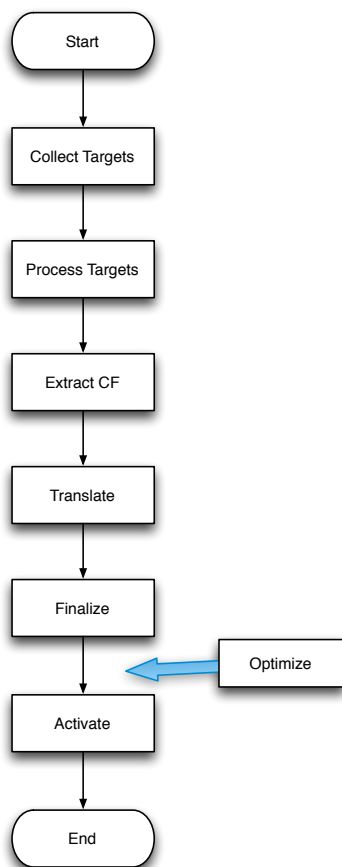 Start
Collect Targets
Process Targets
Extract CF
Translate
Finalize
Optimize
Activate
End